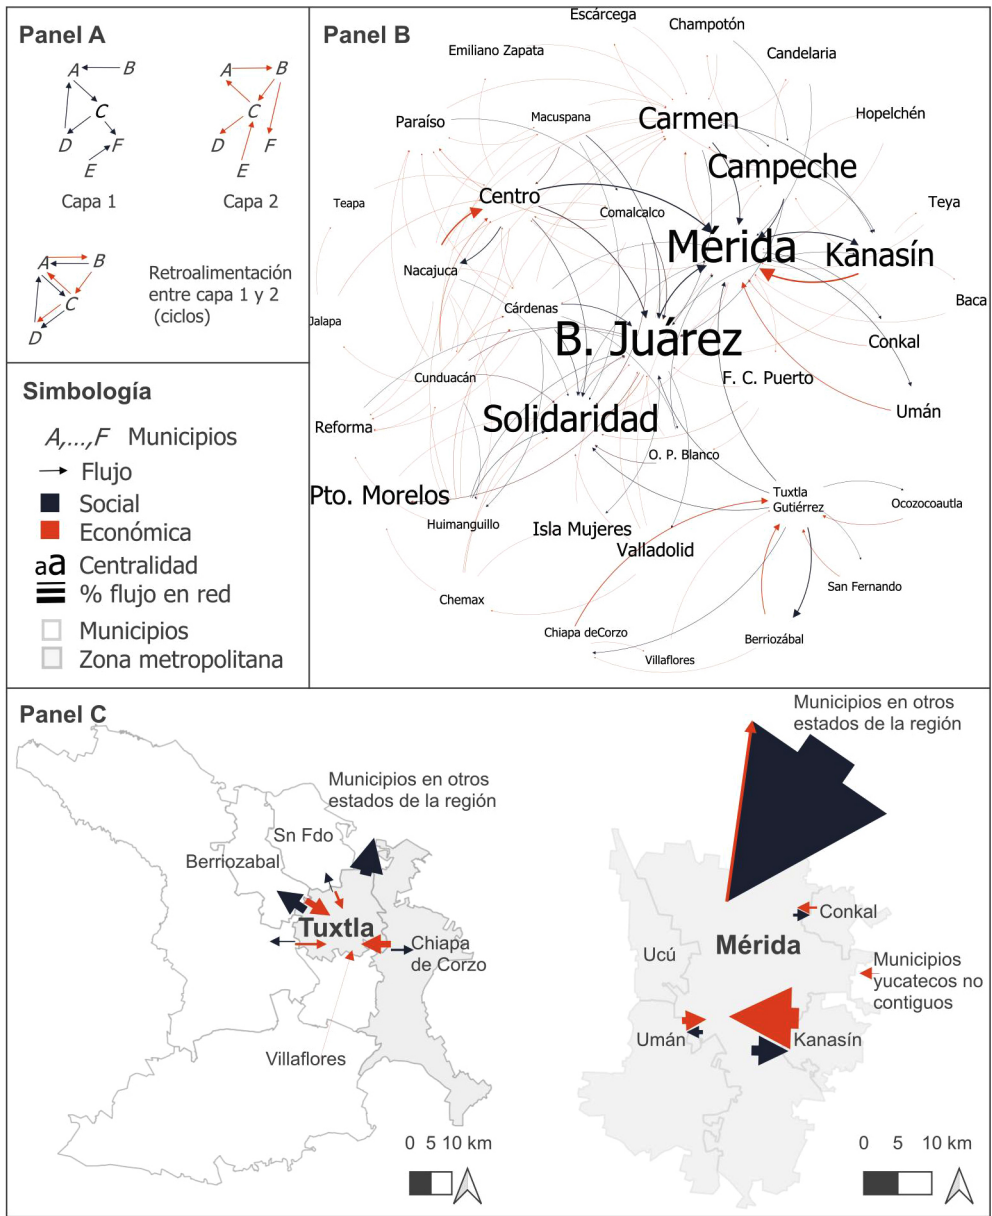 Panel A
A
B
C
D
F
E
Capa 1
A
B
C
D
F
E
Capa 2
A
B
C
D
Retroalimentación
entre capa 1 y 2
(ciclos)
Simbología
A,...,F Municipios
Flujo
Social
Económica
aa Centralidad
% flujo en red
Municipios
Zona metropolitana
Panel B
Escárcega
Champotón
Emiliano Zapata
Candelaria
Paraíso
Macuspana
Carmen
Hopelchén
Campeche
Teapa
Centro
Comalcalco
Teya
Mérida
Kanasín
Nacajuca
Baca
Jalapa
Cárdenas
B. Juárez
Conkal
Cunduacán
F. C. Puerto
Reforma
Solidaridad
Umán
O. P. Blanco
Pto. Morelos
Tuxtla
Gutiérrez
Ocozocoautla
Huimanguillo
Isla Mujeres
Valladolid
San Fernando
Chemax
Chiapa deCorzo
Berriozábal
Villaflores
Panel C
Municipios en otros
estados de la región
Sn Fdo
Berriozabal
Tuxtla
Chiapa
de Corzo
Villaflores
0 5 10 km
Municipios en otros
estados de la región
Conkal
Mérida
Ucú
Municipios
yucatecos no
contiguos
Umán
Kanasín
0 5 10 km